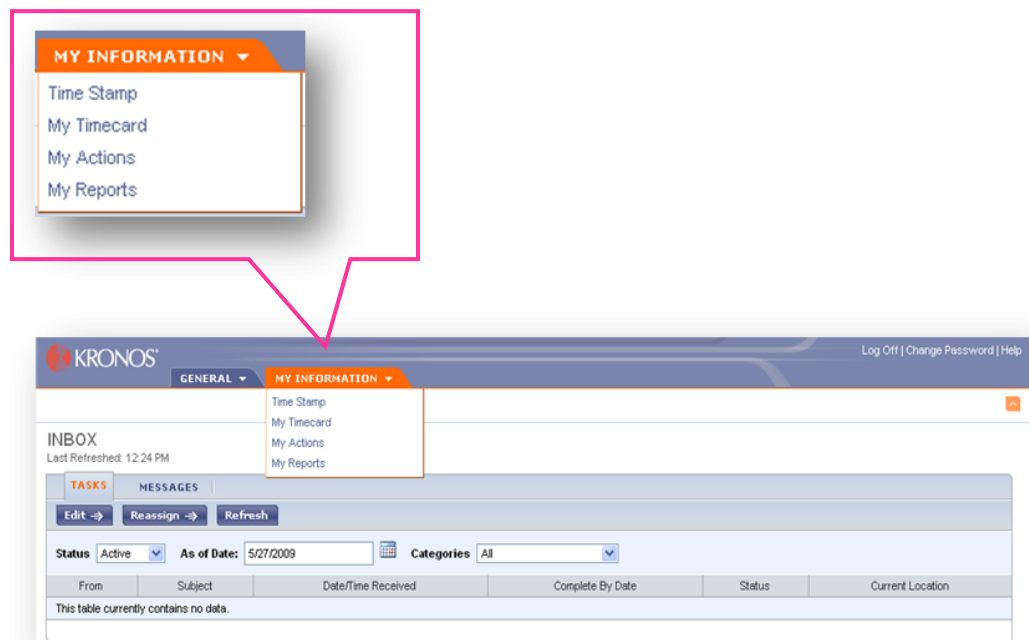 MY INFORMATION
Time Stamp
My Timecard
My Actions
My Reports
KRONOS
Log Off | Change Password | Help
GENERAL MY INFORMATION
Time Stamp
My Timecard
My Actions
My Reports
INBOX
Last Refreshed: 12:24 PM
TASKS MESSAGES
Edit Reassign Refresh
Status Active As of Date: 5/27/2009 Categories All
From Subject Date/Time Received Complete By Date Status Current Location
This table currently contains no data.